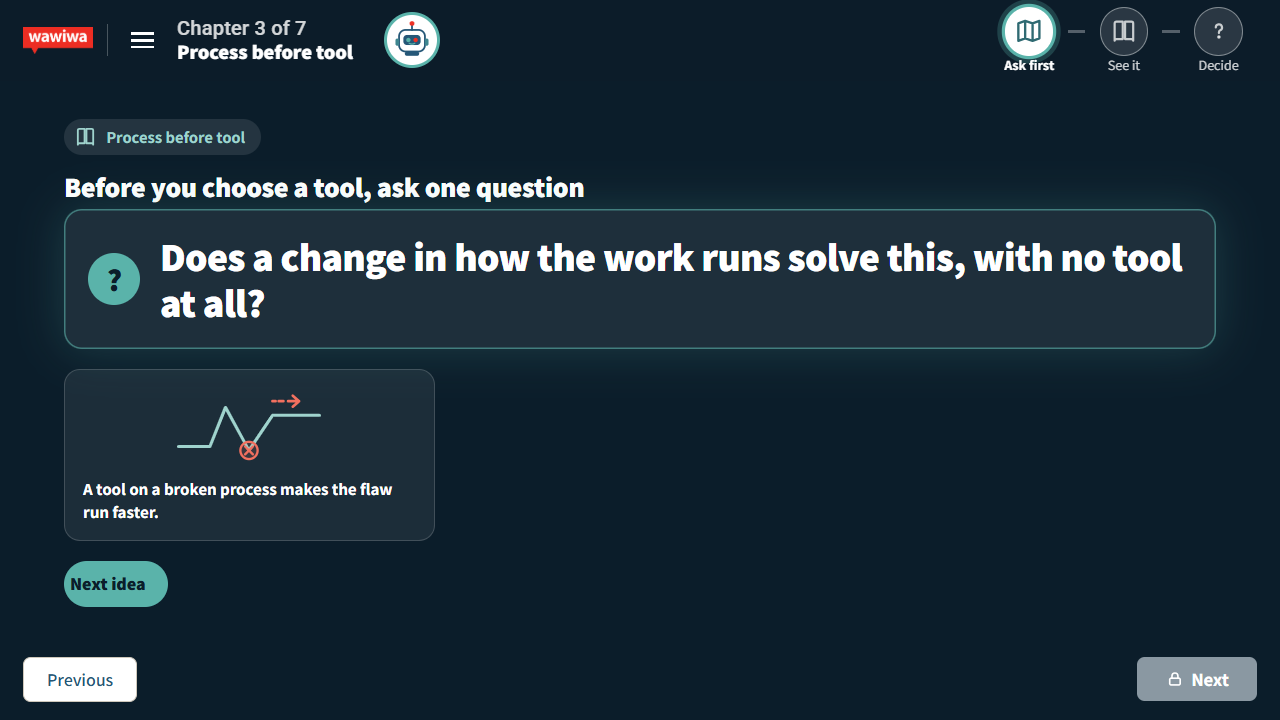 wawiwa
Chapter 3 of 7
Process before tool
Ask first
See it
?
Decide
Process before tool
Before you choose a tool, ask one question
?
Does a change in how the work runs solve this, with no tool
at all?
A tool on a broken process makes the flaw
run faster.
Next idea
Previous
Next